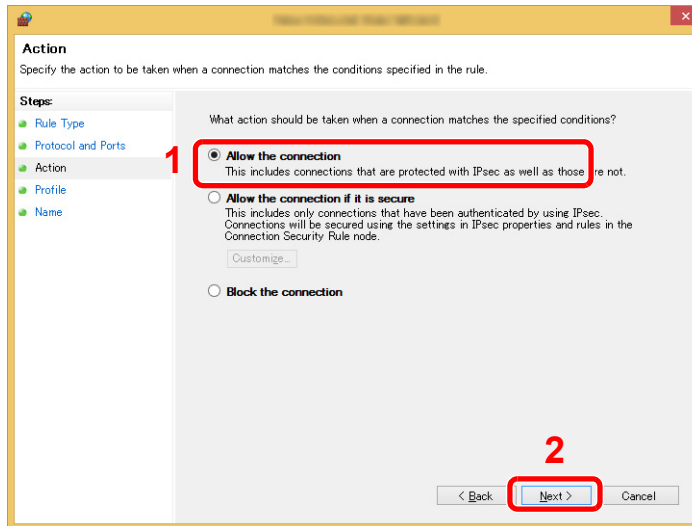 Action
Specify the action to be taken when a connection matches the conditions specified in the rule.
Steps:
Rule Type
Protocol and Ports
Action
Profile
Name
What action should be taken when a connection matches the specified conditions?
1
Allow the connection
This includes connections that are protected with IPsec as well as those are not.
Allow the connection if it is secure
This includes only connections that have been authenticated by using IPsec.
Connections will be secured using the settings in IPsec properties and rules in the
Connection Security Rule node.
Customize...
Block the connection
2
< Back
Next >
Cancel